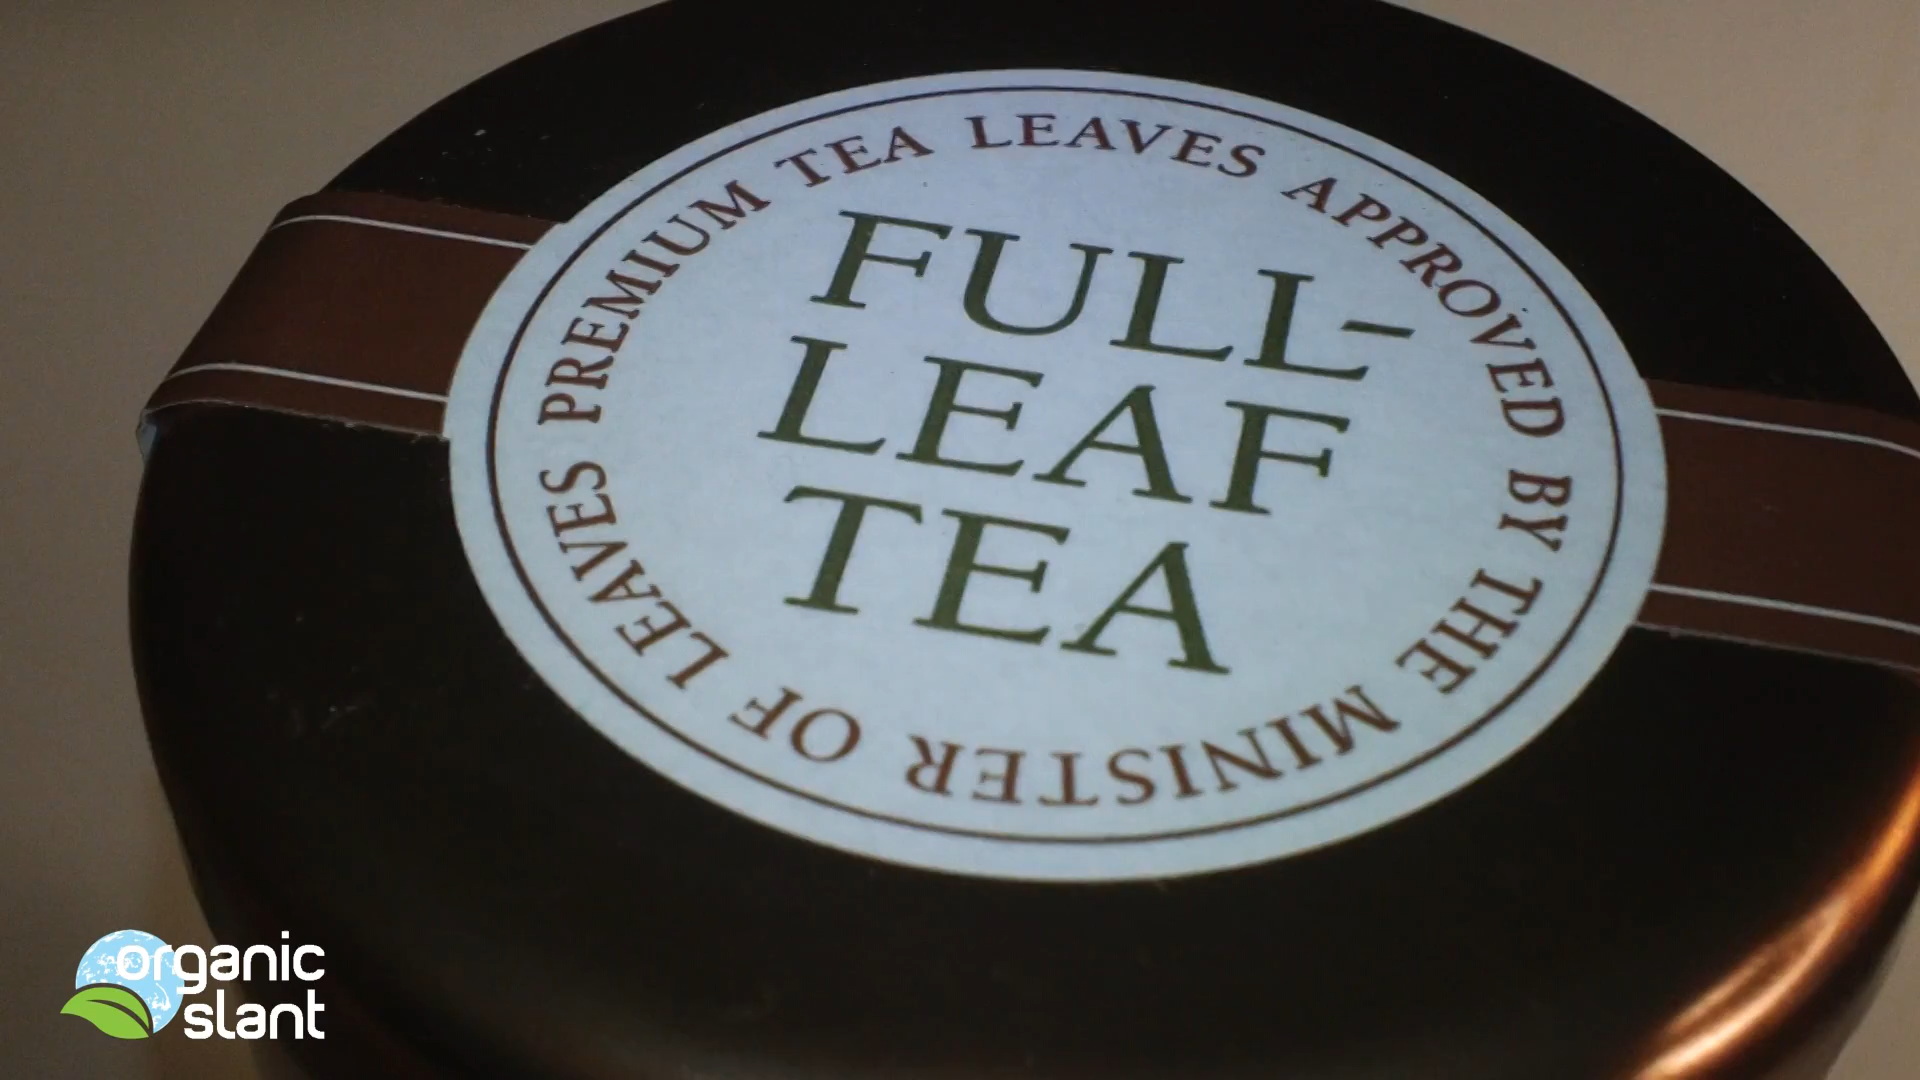 PREMIUM TEA LEAVES APPROVED BY THE MINISTER OF LEAVES
FULL-
LEAF
TEA
organic
slant